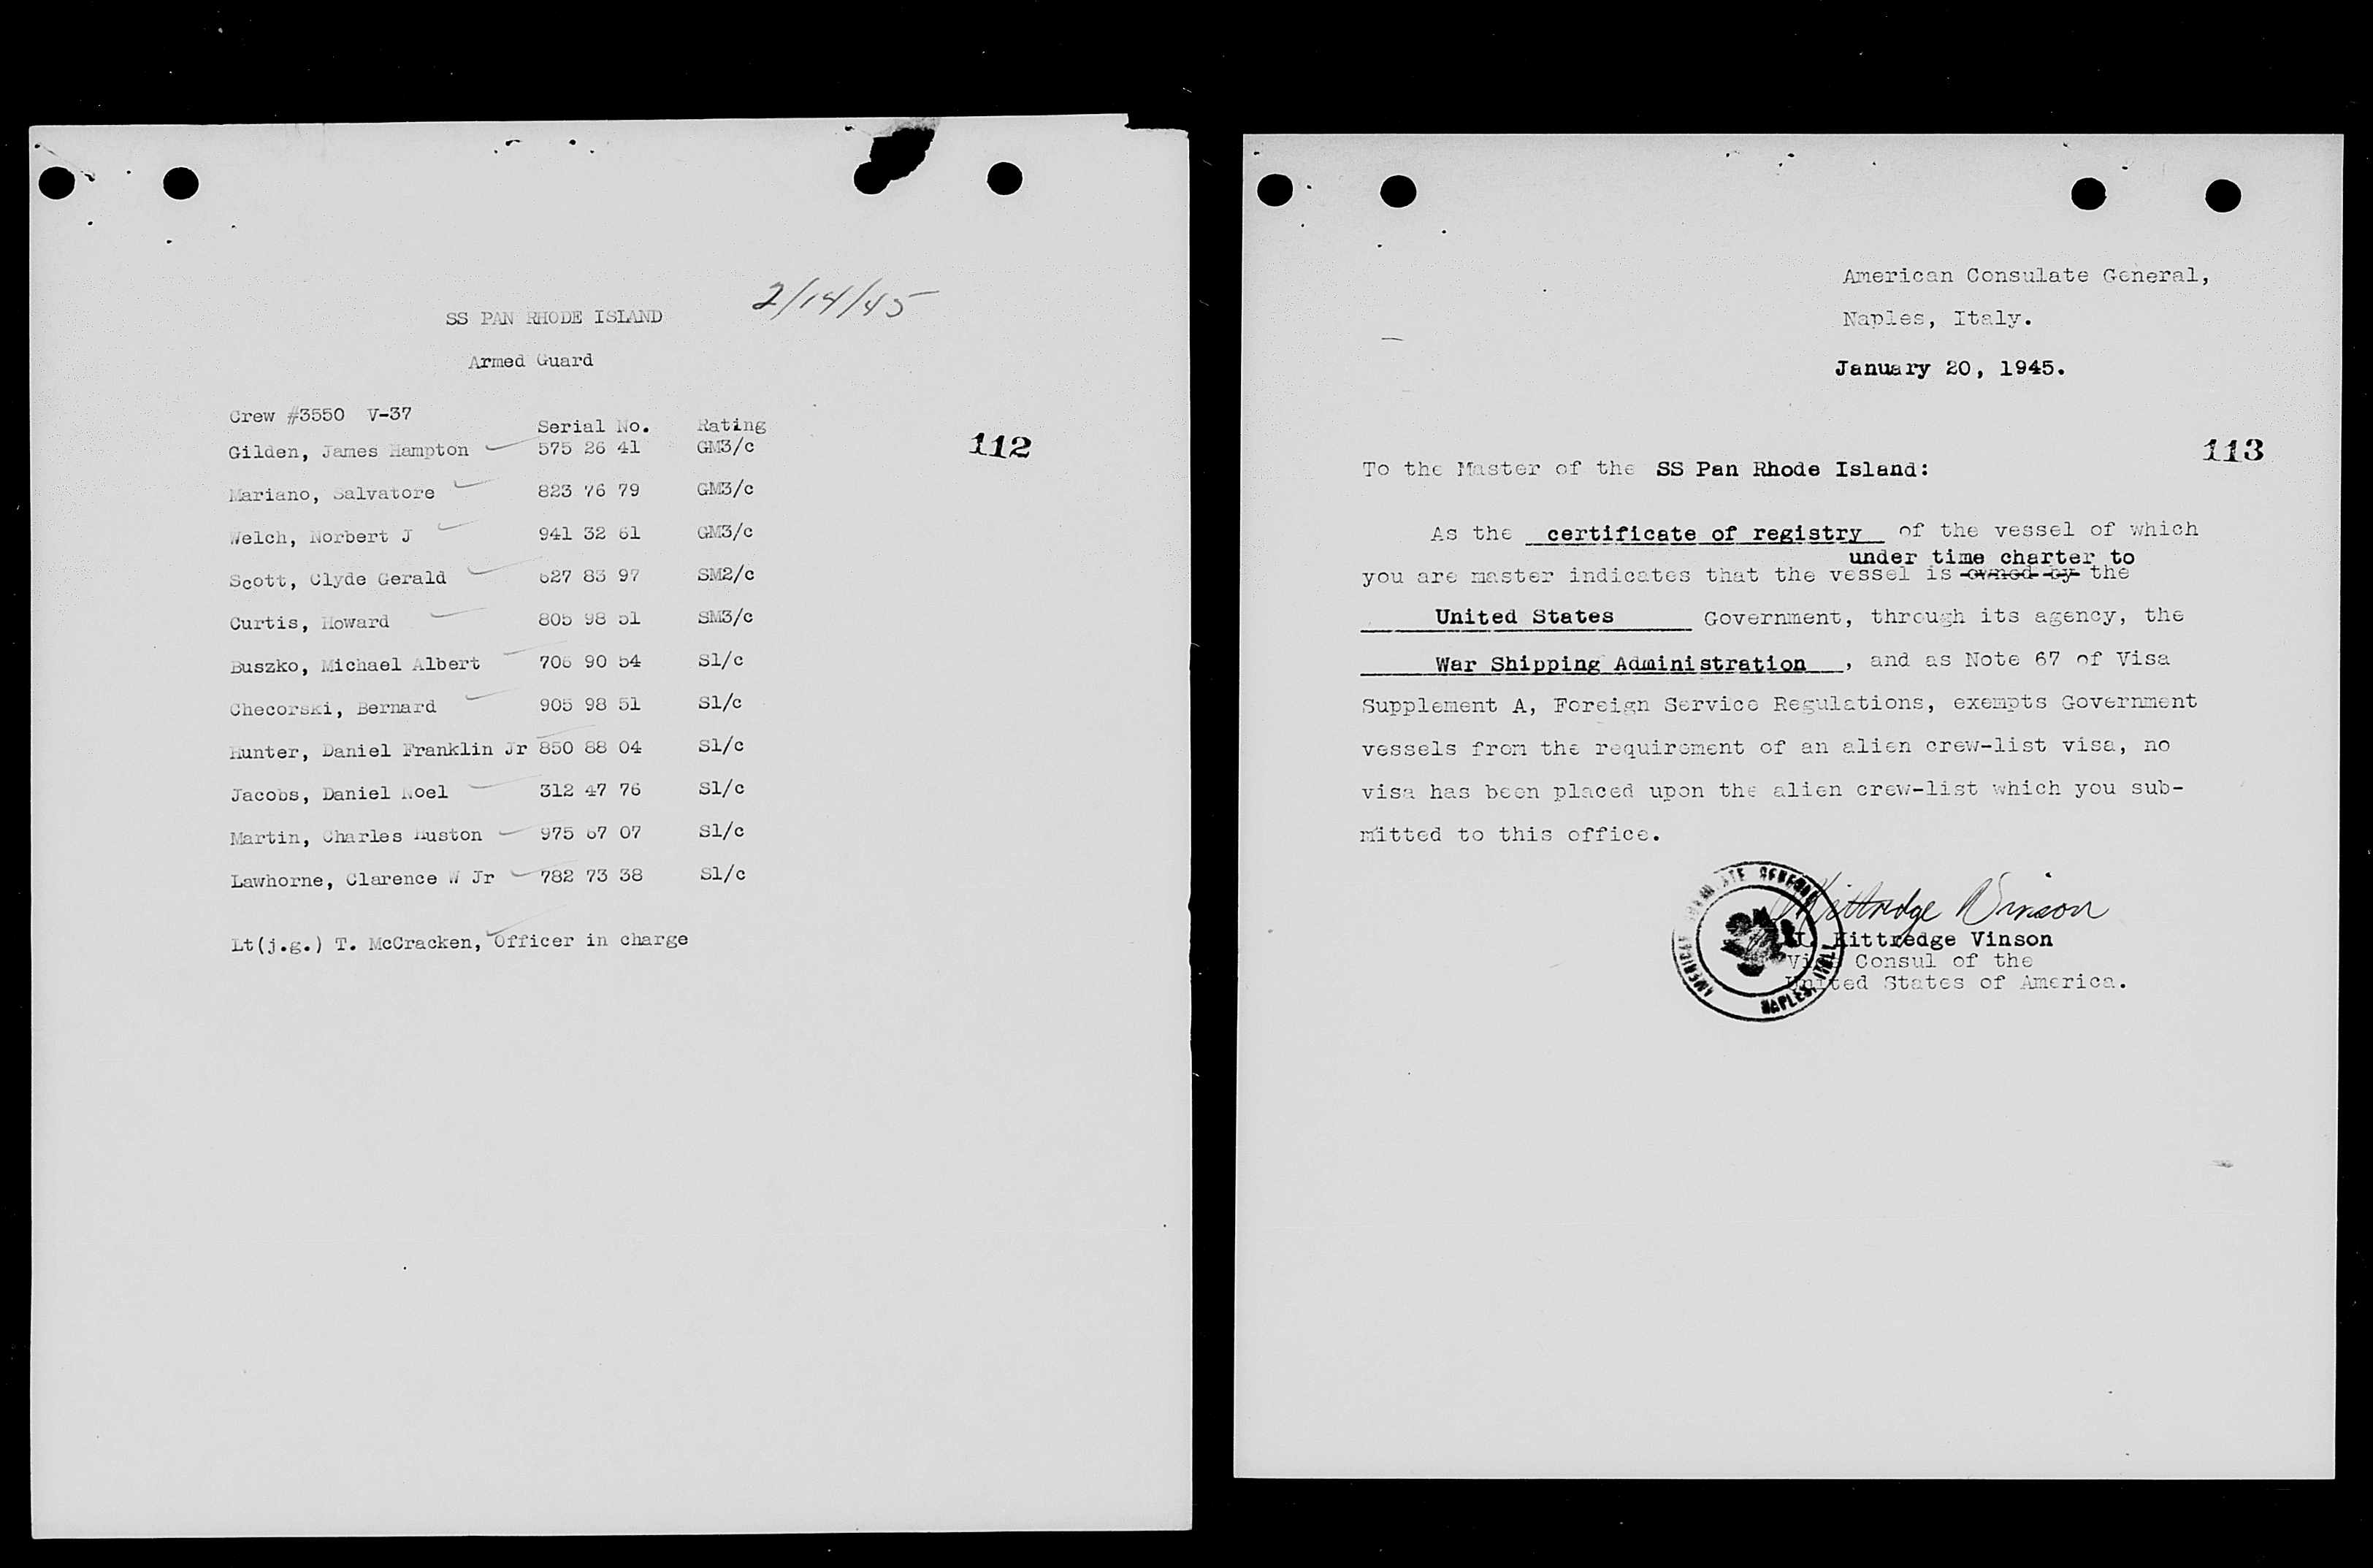 SS PAN RHODE ISLAND
2/14/45
Armed Guard
Crew #3550 V-37
Serial No. Rating
Gilden, James Hampton 575 26 41 GM3/c
112
Mariano, Salvatore 823 76 79 GM3/c
Welch, Norbert J 941 32 61 GM3/c
Scott, Clyde Gerald 627 83 97 SM2/c
Curtis, Howard 805 98 51 SM3/c
Buszko, Michael Albert 706 90 54 S1/c
Checorski, Bernard 905 98 51 S1/c
Hunter, Daniel Franklin Jr 850 88 04 S1/c
Jacobs, Daniel Noel 312 47 76 S1/c
Martin, Charles Huston 975 67 07 S1/c
Lawhorne, Clarence W Jr 782 73 38 S1/c
Lt(j.g.) T. McCracken, Officer in charge
American Consulate General,
Naples, Italy.
January 20, 1945.
113
To the Master of the SS Pan Rhode Island:
As the certificate of registry of the vessel of which
under time charter to
you are master indicates that the vessel is owned by the
United States Government, through its agency, the
War Shipping Administration, and as Note 67 of Visa
Supplement A, Foreign Service Regulations, exempts Government
vessels from the requirement of an alien crew-list visa, no
visa has been placed upon the alien crew-list which you sub-
mitted to this office.
Kittredge Vinson
Kittredge Vinson
Vice Consul of the
United States of America.
AMERICAN CONSULATE GENERAL
NAPLES, ITALY